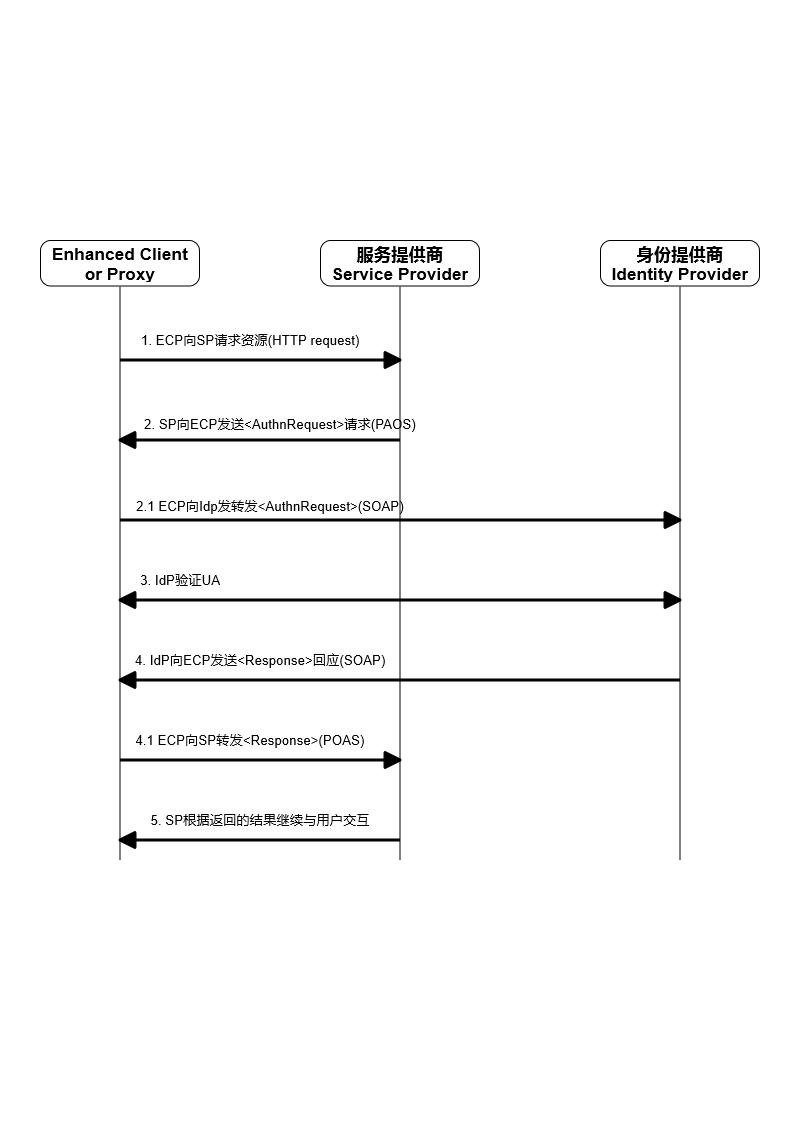 Enhanced Client
or Proxy
服务提供商
Service Provider
身份提供商
Identity Provider
1. ECP向SP请求资源(HTTP request)
2. SP向ECP发送<AuthnRequest>请求(PAOS)
2.1 ECP向Idp发转发<AuthnRequest>(SOAP)
3. IdP验证UA
4. IdP向ECP发送<Response>回应(SOAP)
4.1 ECP向SP转发<Response>(POAS)
5. SP根据返回的结果继续与用户交互